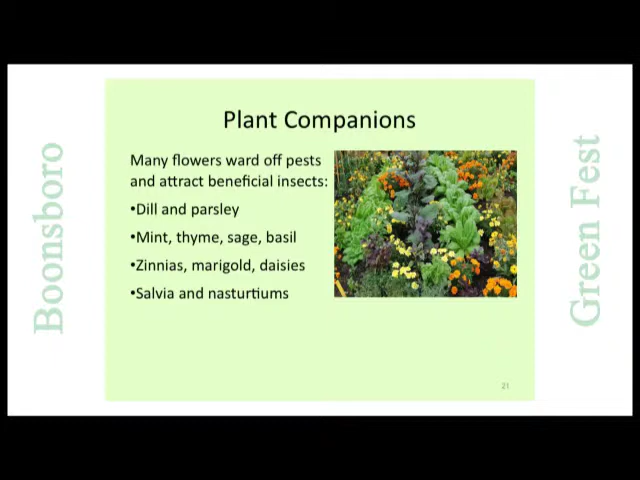 Plant Companions
Many flowers ward off pests
and attract beneficial insects:
•Dill and parsley
•Mint, thyme, sage, basil
•Zinnias, marigold, daisies
•Salvia and nasturtiums
21
Boonsboro
Green Fest